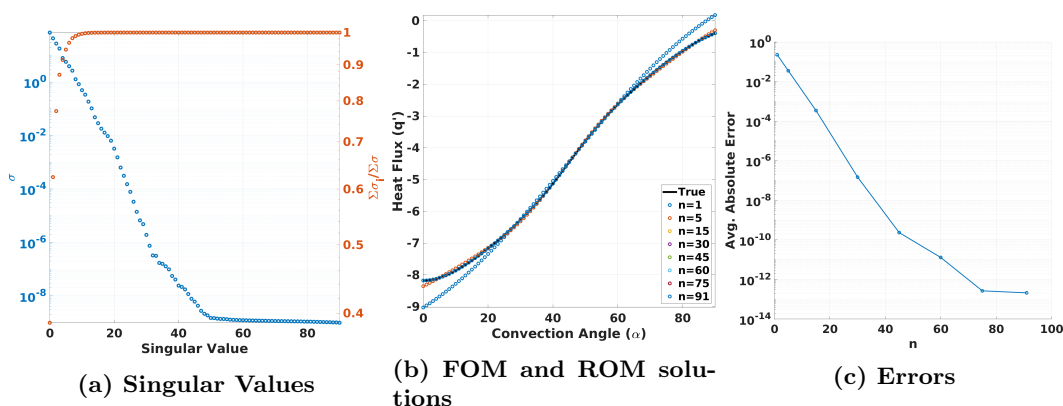 10^0
10^-2
10^-4
10^-6
10^-8
σ
0 20 40 60 80
Singular Value
1
0.9
0.8
0.7
0.6
0.5
0.4
Σσ_i/Σσ
(a) Singular Values
0
-1
-2
-3
-4
-5
-6
-7
-8
-9
Heat Flux (q')
0 20 40 60 80
Convection Angle (α)
True
n=1
n=5
n=15
n=30
n=45
n=60
n=75
n=91
(b) FOM and ROM solu-
tions
10^0
10^-2
10^-4
10^-6
10^-8
10^-10
10^-12
10^-14
Avg. Absolute Error
0 20 40 60 80 100
n
(c) Errors